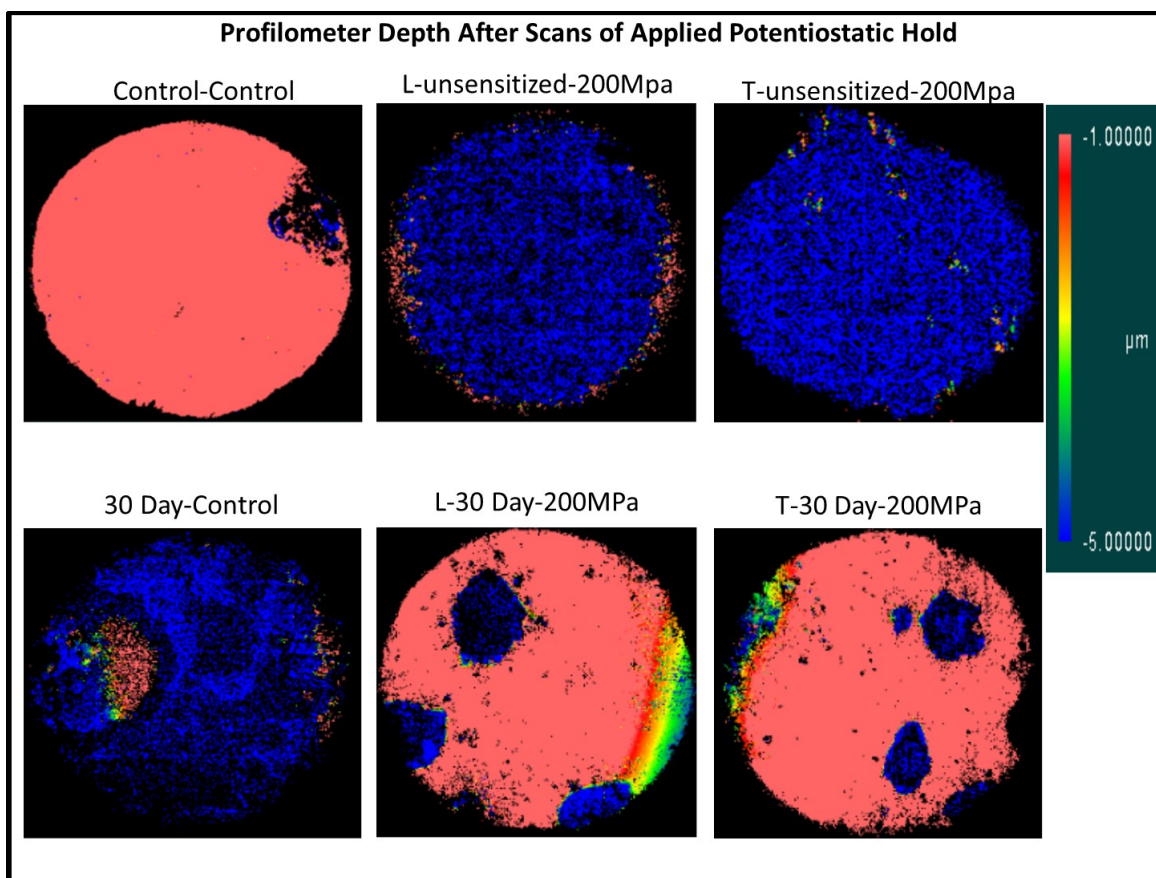 Profilometer Depth After Scans of Applied Potentiostatic Hold
Control-Control
L-unsensitized-200Mpa
T-unsensitized-200Mpa
-1.00000
µm
-5.00000
30 Day-Control
L-30 Day-200MPa
T-30 Day-200MPa